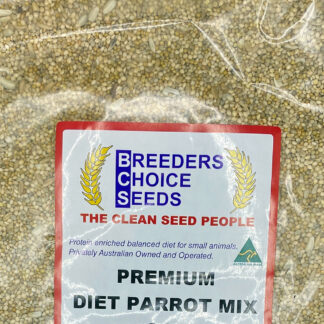 BREEDERS
CHOICE
SEEDS
THE CLEAN SEED PEOPLE
Protein enriched balanced diet for small animals.
Privately Australian Owned and Operated.
PREMIUM
DIET PARROT MIX